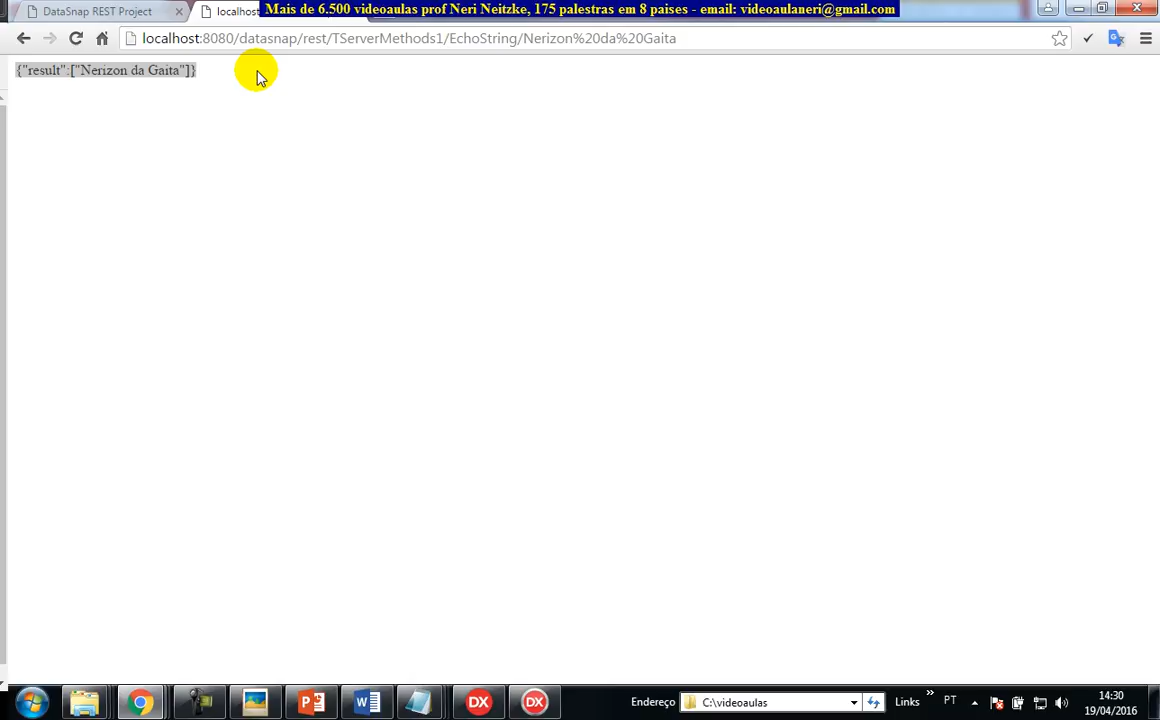 DataSnap REST Project
localhost
Mais de 6.500 videoaulas prof Neri Neitzke, 175 palestras em 8 paises - email: videoaulaneri@gmail.com
localhost:8080/datasnap/rest/TServerMethods1/EchoString/Nerizon%20da%20Gaita
{"result":["Nerizon da Gaita"]}
Endereço C:\videoaulas Links » PT 14:30
19/04/2016